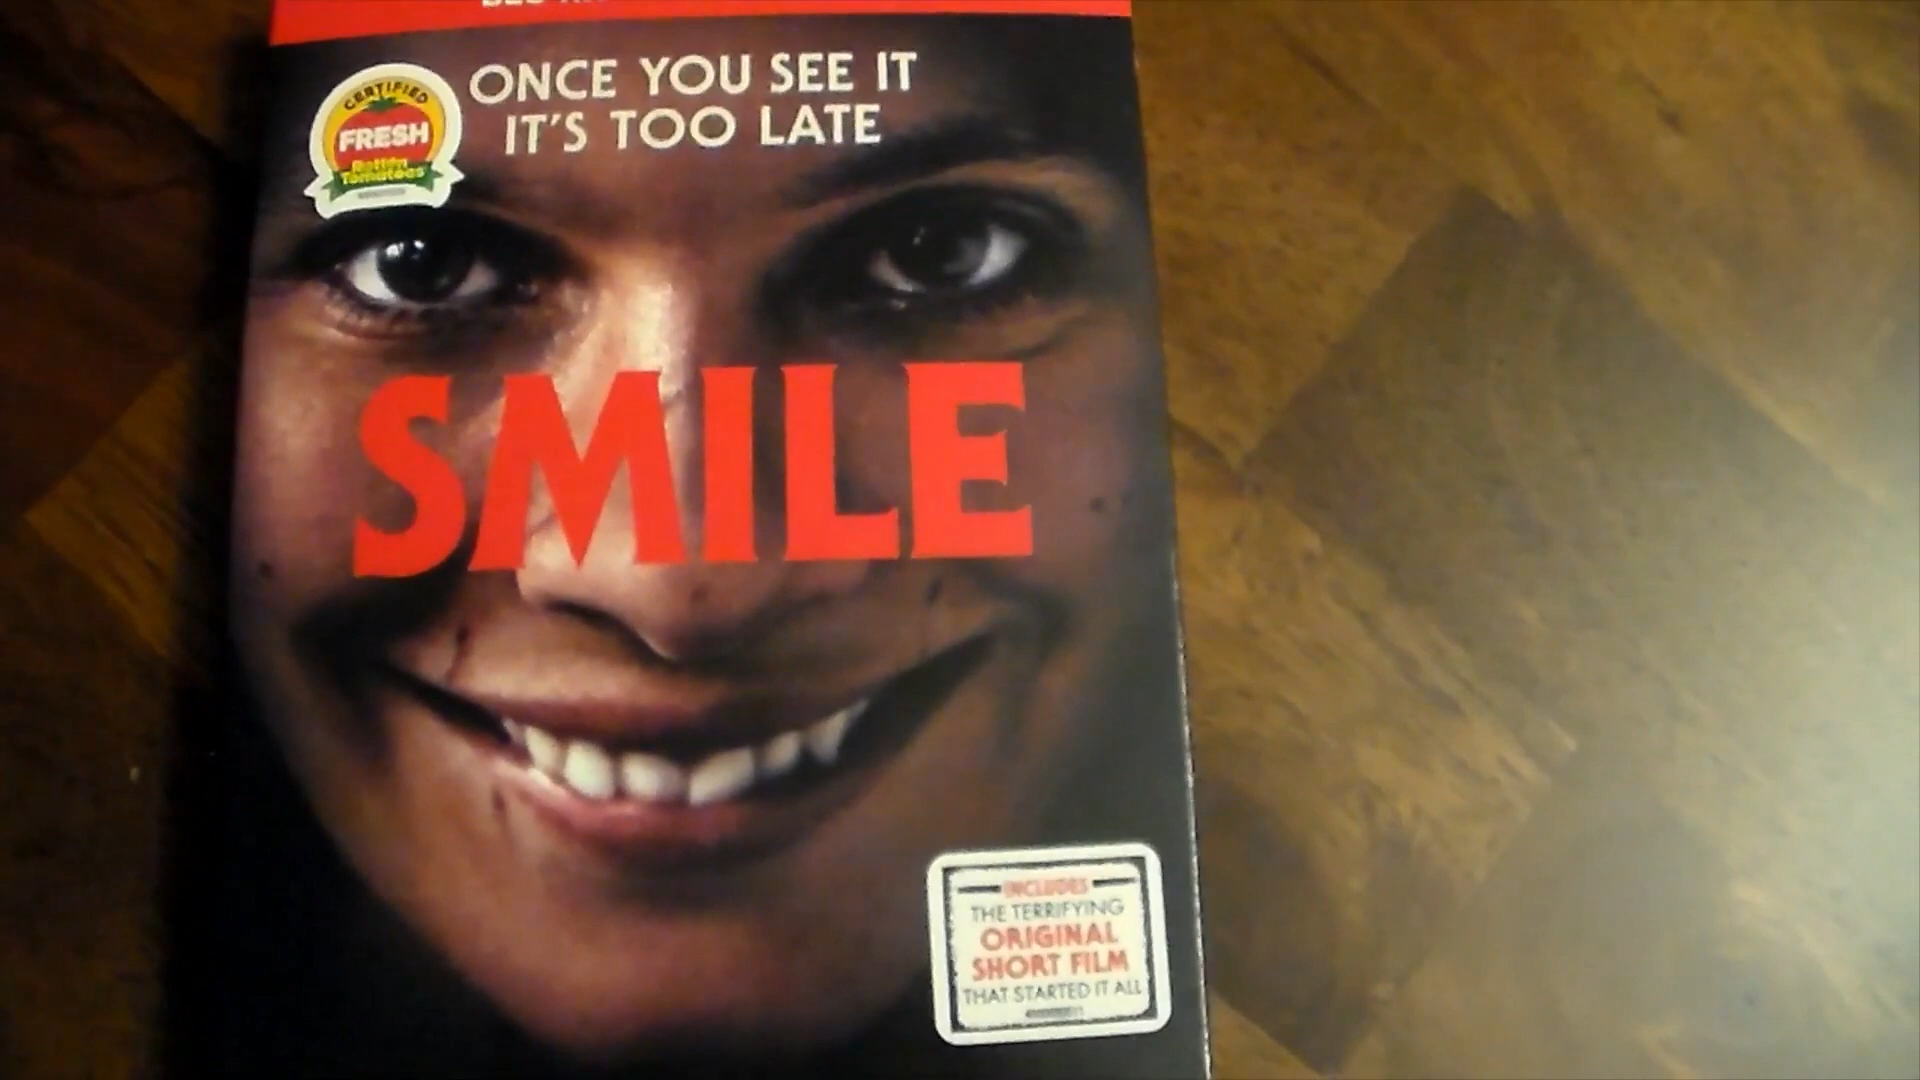 ONCE YOU SEE IT
IT'S TOO LATE
CERTIFIED
FRESH
Rotten
Tomatoes
SMILE
INCLUDES
THE TERRIFYING
ORIGINAL
SHORT FILM
THAT STARTED IT ALL